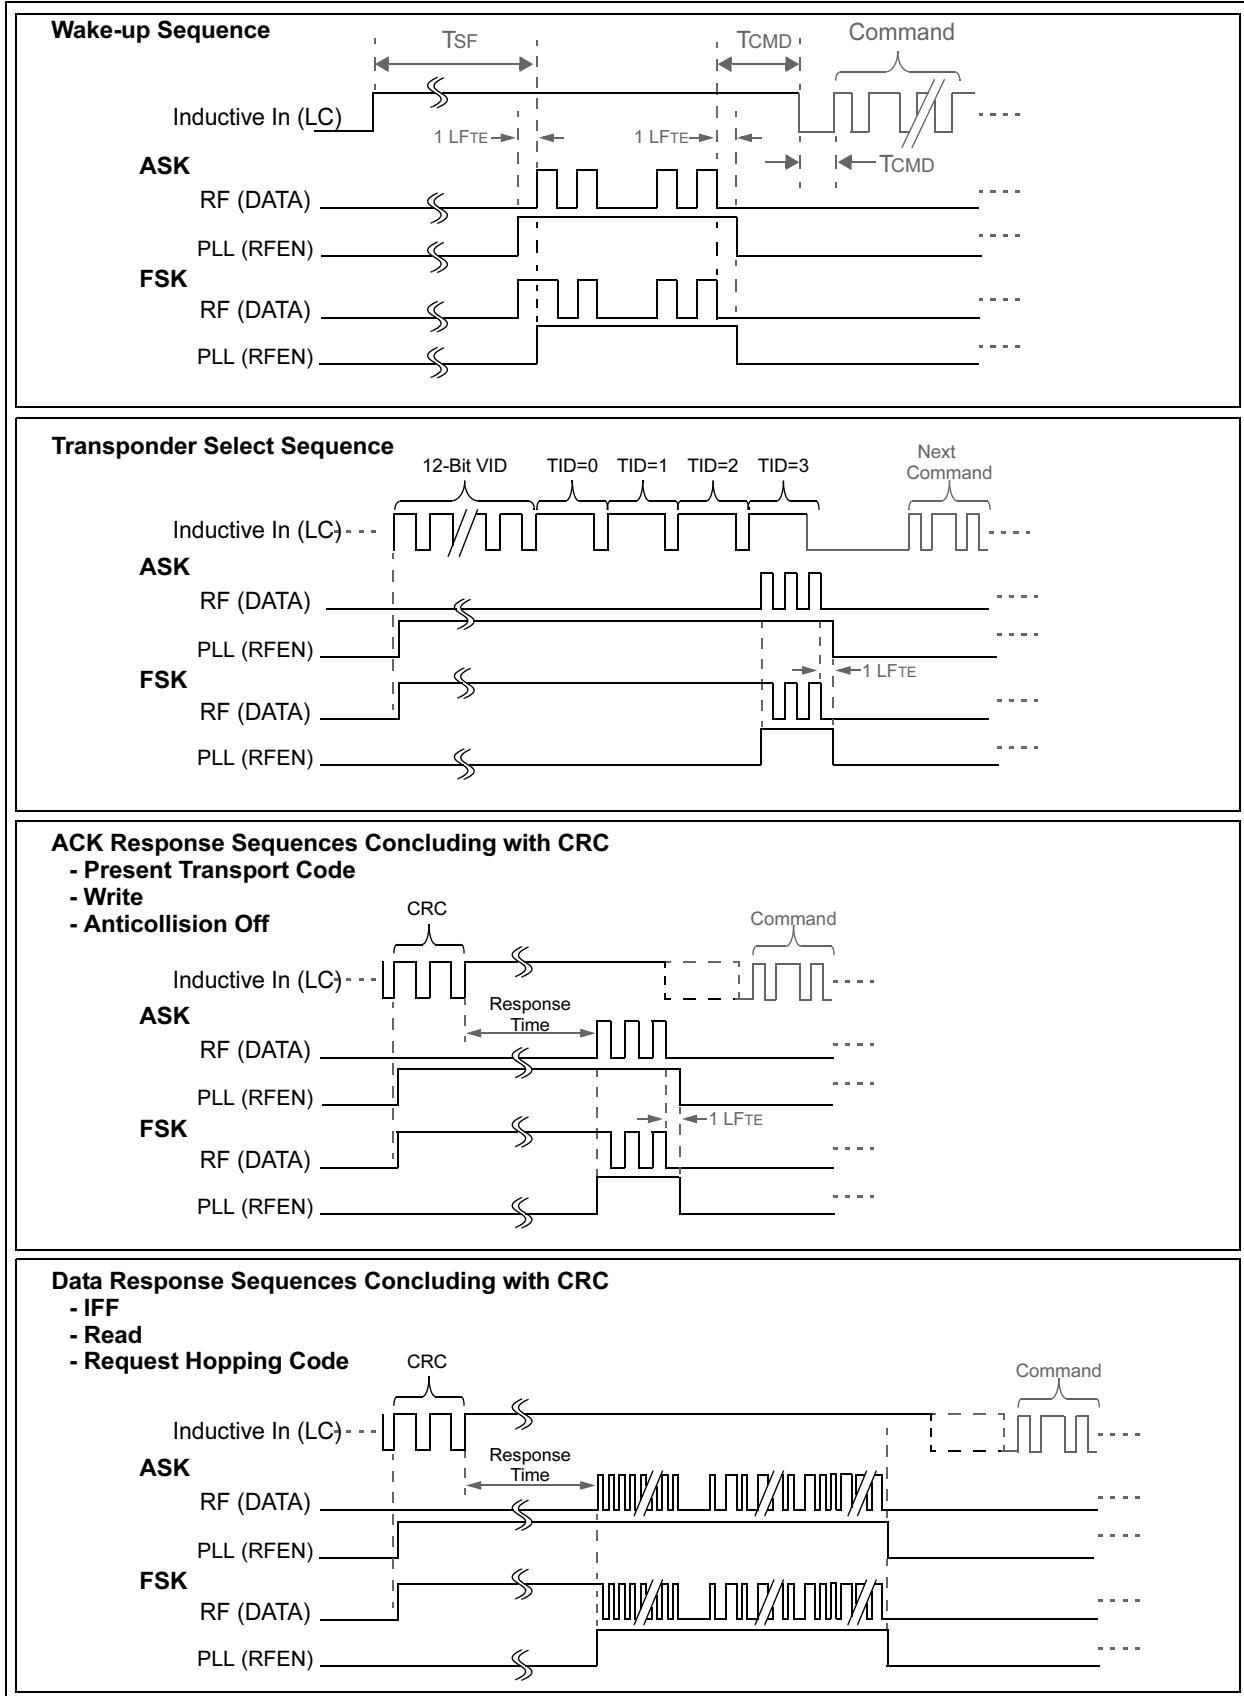 Wake-up Sequence
TSF
TCMD
Command
Inductive In (LC)
1 LFTE
1 LFTE
TCMD
ASK
RF (DATA)
PLL (RFEN)
FSK
RF (DATA)
PLL (RFEN)
Transponder Select Sequence
12-Bit VID
TID=0
TID=1
TID=2
TID=3
Next
Command
Inductive In (LC)
ASK
RF (DATA)
PLL (RFEN)
1 LFTE
FSK
RF (DATA)
PLL (RFEN)
ACK Response Sequences Concluding with CRC
- Present Transport Code
- Write
- Anticollision Off
CRC
Command
Inductive In (LC)
Response
Time
ASK
RF (DATA)
PLL (RFEN)
1 LFTE
FSK
RF (DATA)
PLL (RFEN)
Data Response Sequences Concluding with CRC
- IFF
- Read
- Request Hopping Code
CRC
Command
Inductive In (LC)
Response
Time
ASK
RF (DATA)
PLL (RFEN)
FSK
RF (DATA)
PLL (RFEN)